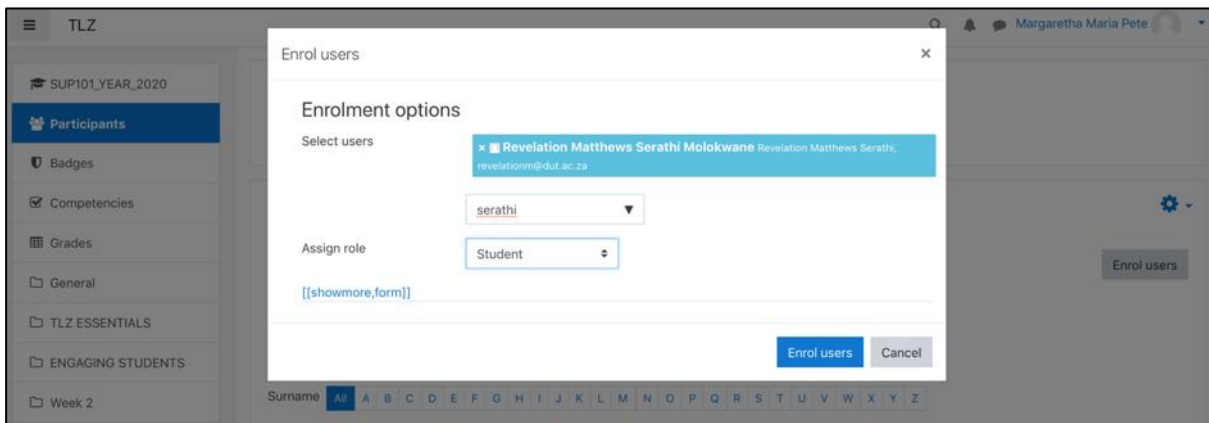 TLZ
Margaretha Maria Pete
Enrol users
×
SUP101_YEAR_2020
Participants
Badges
Competencies
Grades
General
TLZ ESSENTIALS
ENGAGING STUDENTS
Week 2
Enrolment options
Select users
× Revelation Matthews Serathi Molokwane Revelation Matthews Serathi,
revelationm@dut.ac.za
serathi
Assign role
Student
[[showmore,form]]
Enrol users
Enrol users Cancel
Surname All A B C D E F G H I J K L M N O P Q R S T U V W X Y Z